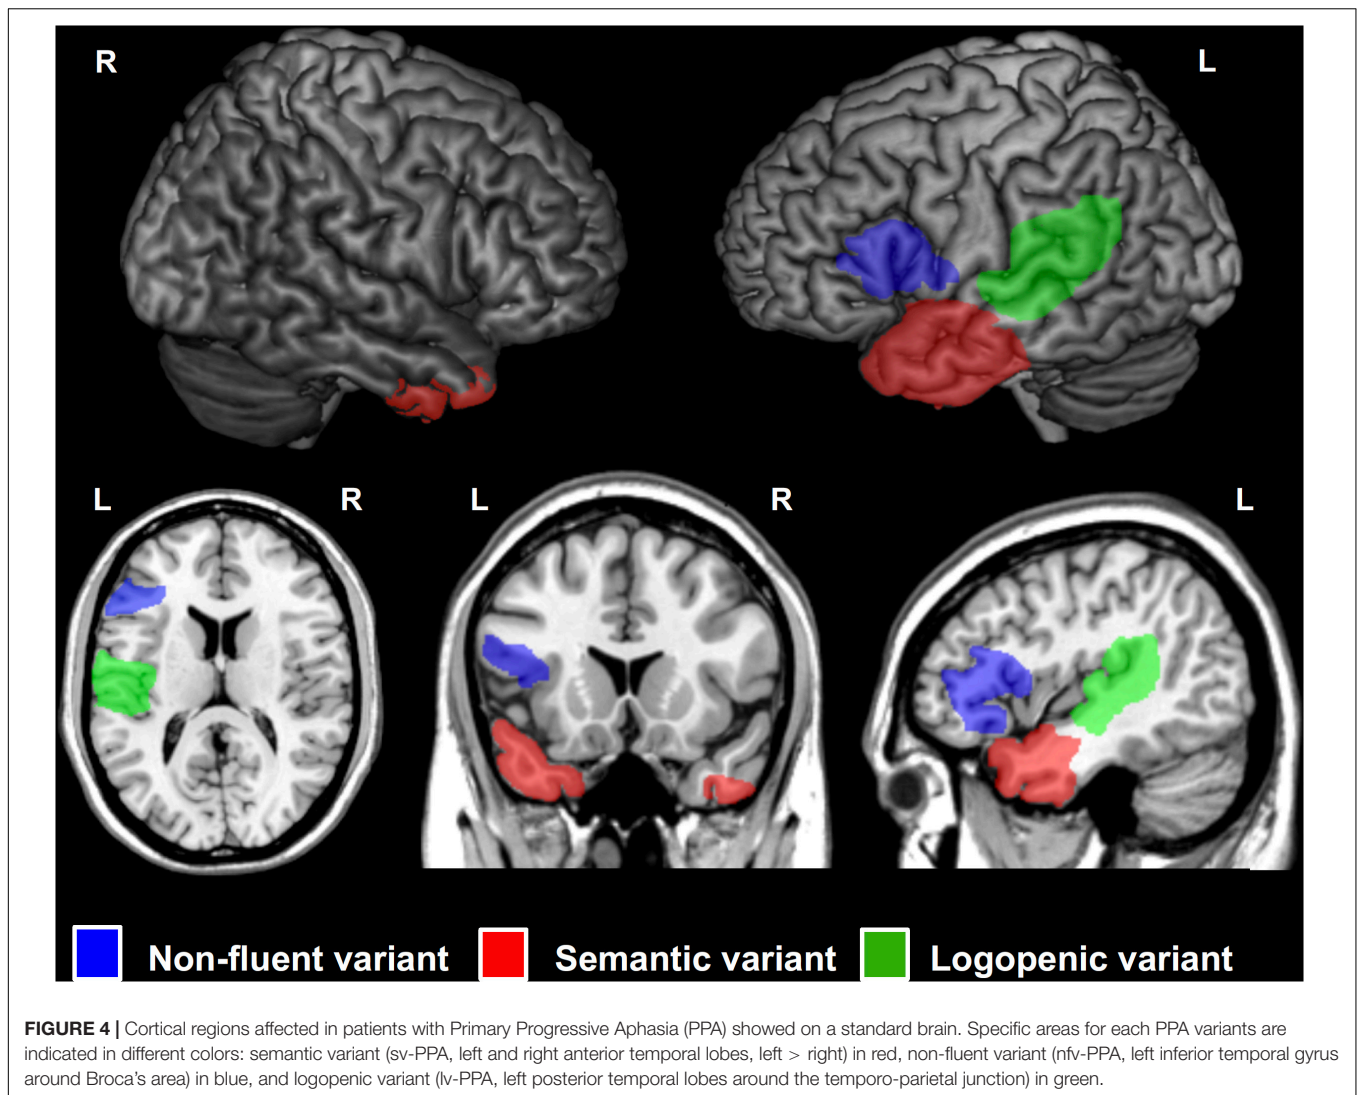 R
L
L
R
L
R
L
Non-fluent variant
Semantic variant
Logopenic variant
FIGURE 4 | Cortical regions affected in patients with Primary Progressive Aphasia (PPA) showed on a standard brain. Specific areas for each PPA variants are
indicated in different colors: semantic variant (sv-PPA, left and right anterior temporal lobes, left > right) in red, non-fluent variant (nfv-PPA, left inferior temporal gyrus
around Broca’s area) in blue, and logopenic variant (lv-PPA, left posterior temporal lobes around the temporo-parietal junction) in green.